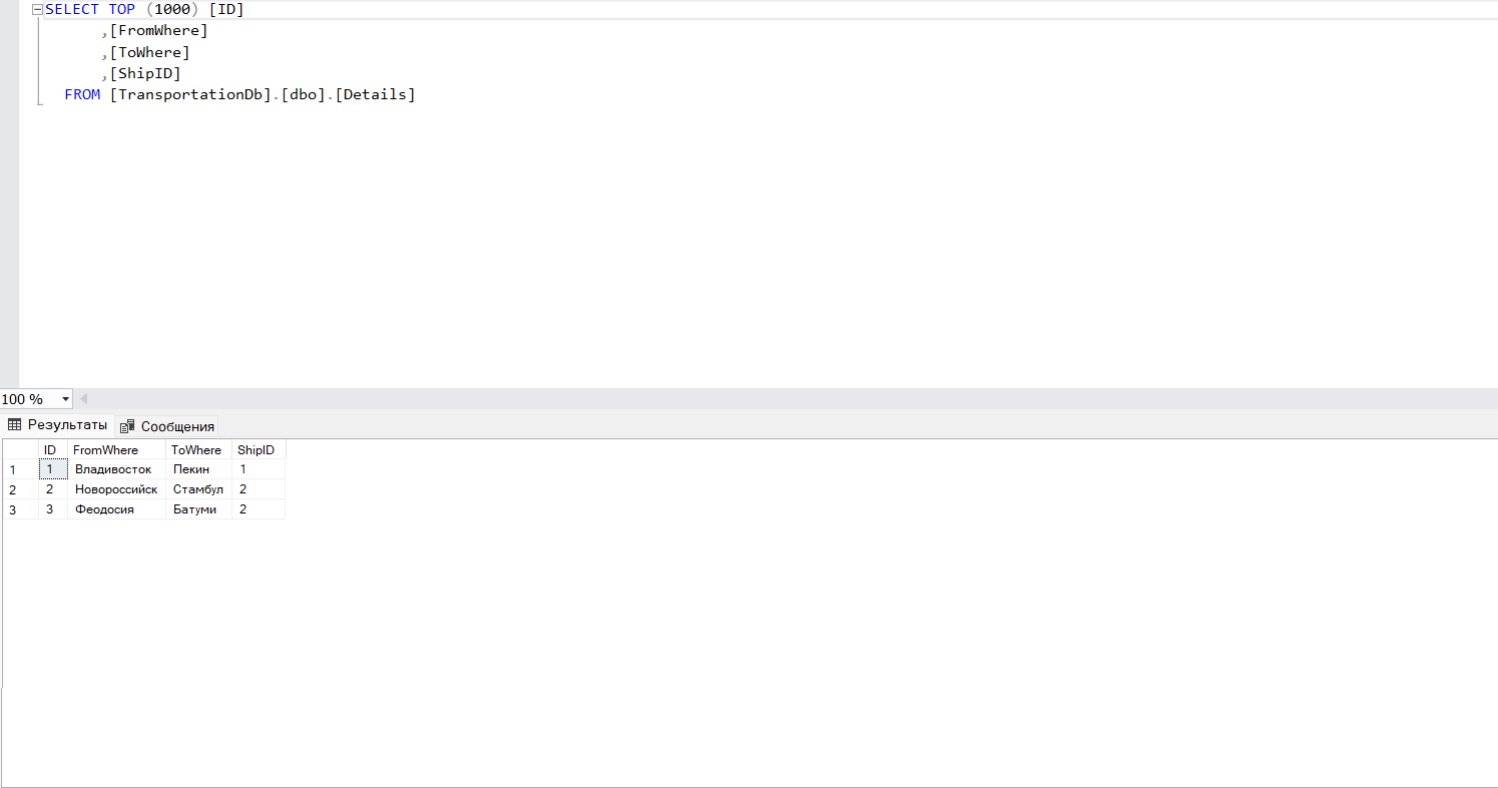 SELECT TOP (1000) [ID]
,[FromWhere]
,[ToWhere]
,[ShipID]
FROM [TransportationDb].[dbo].[Details]
100 %
Результаты Сообщения
ID FromWhere ToWhere ShipID
1 1 Владивосток Пекин 1
2 2 Новороссийск Стамбул 2
3 3 Феодосия Батуми 2